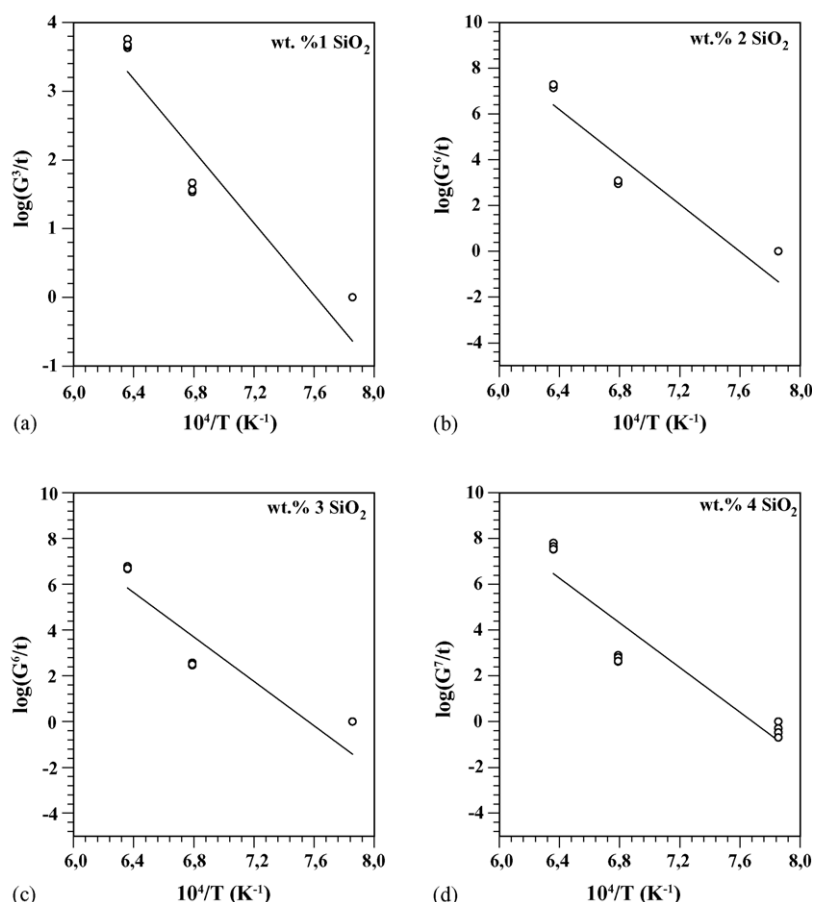 wt. %1 SiO₂
4
3
2
1
0
-1
log(G³/t)
6,0 6,4 6,8 7,2 7,6 8,0
10⁴/T (K⁻¹)
(a)
wt.% 2 SiO₂
10
8
6
4
2
0
-2
-4
log(G⁶/t)
6,0 6,4 6,8 7,2 7,6 8,0
10⁴/T (K⁻¹)
(b)
wt.% 3 SiO₂
10
8
6
4
2
0
-2
-4
log(G⁶/t)
6,0 6,4 6,8 7,2 7,6 8,0
10⁴/T (K⁻¹)
(c)
wt.% 4 SiO₂
10
8
6
4
2
0
-2
-4
log(G⁷/t)
6,0 6,4 6,8 7,2 7,6 8,0
10⁴/T (K⁻¹)
(d)